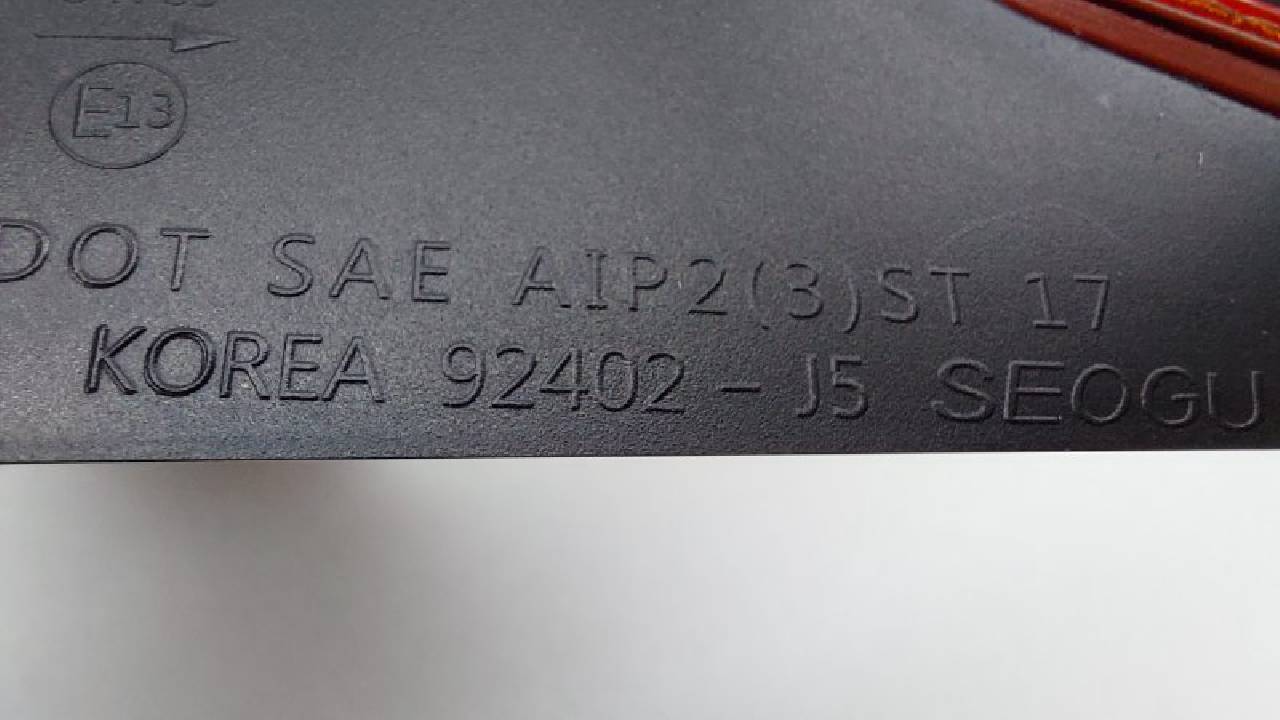 E13
DOT SAE AIP2(3)ST 17
KOREA 92402-J5 SEOGU